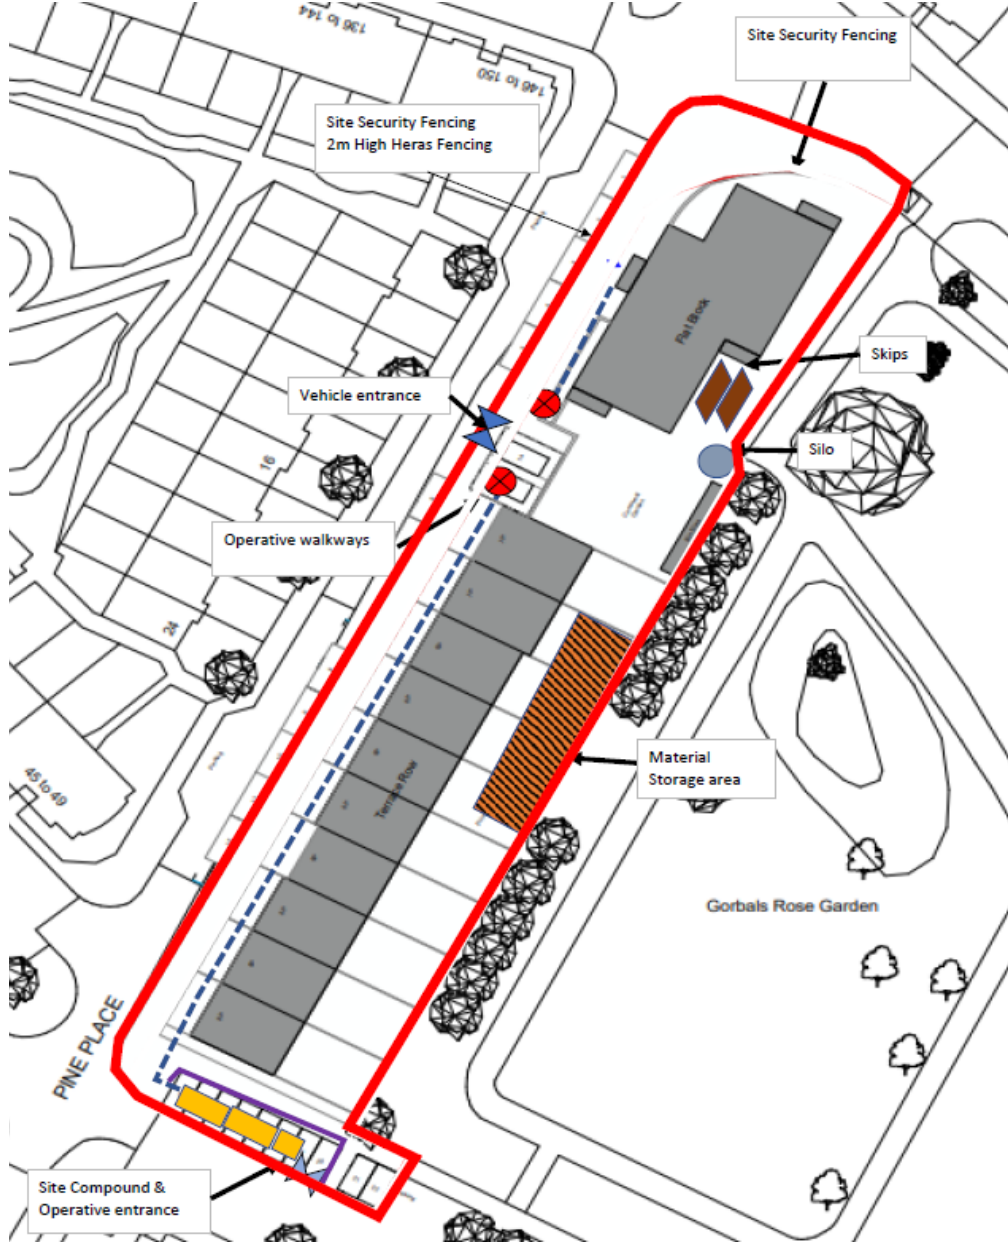 Site Security Fencing
136 to 144
146 to 150
Site Security Fencing
2m High Heras Fencing
Flat Block
Skips
Vehicle entrance
16
Silo
Operative walkways
24
Material
Storage area
45 to 49
Terrace Row
Gorbals Rose Garden
PINE PLACE
Site Compound &
Operative entrance